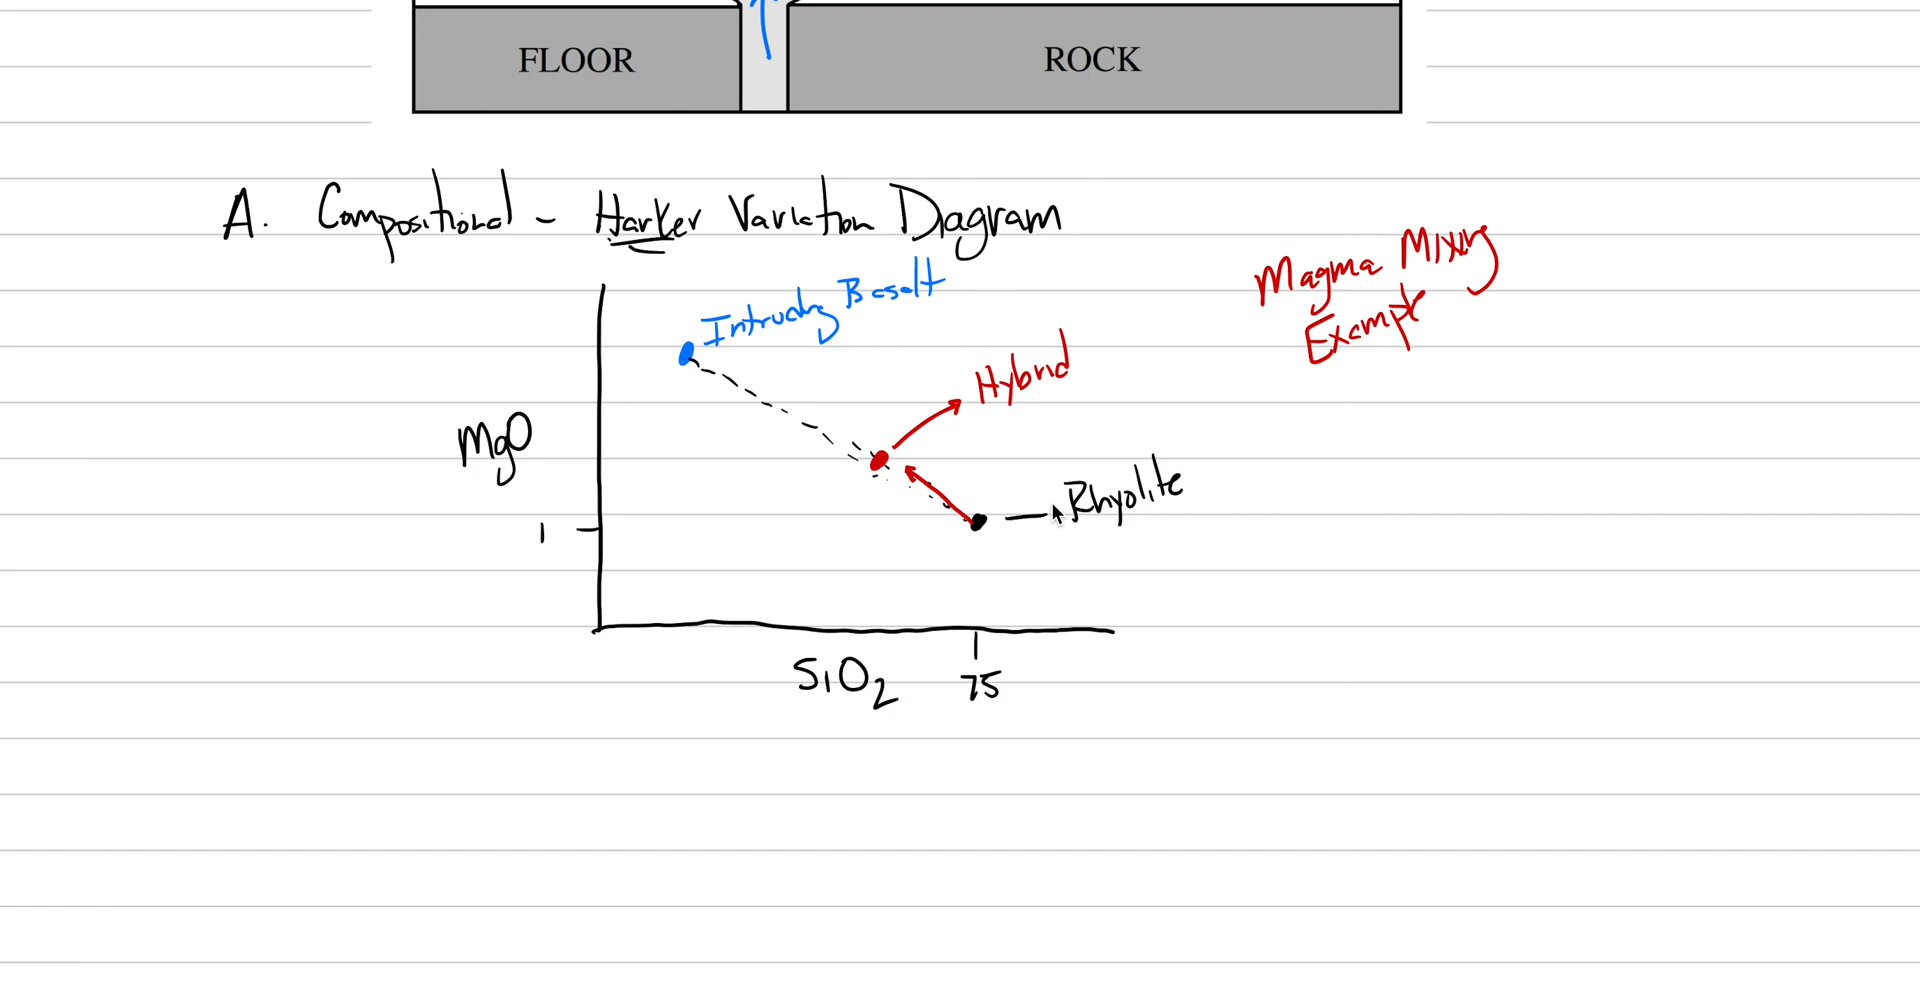 FLOOR ROCK
A. Compositional - Harker Variation Diagram
Magma Mixing
Example
Intruding Basalt
Hybrid
MgO
Rhyolite
1
SiO2 75